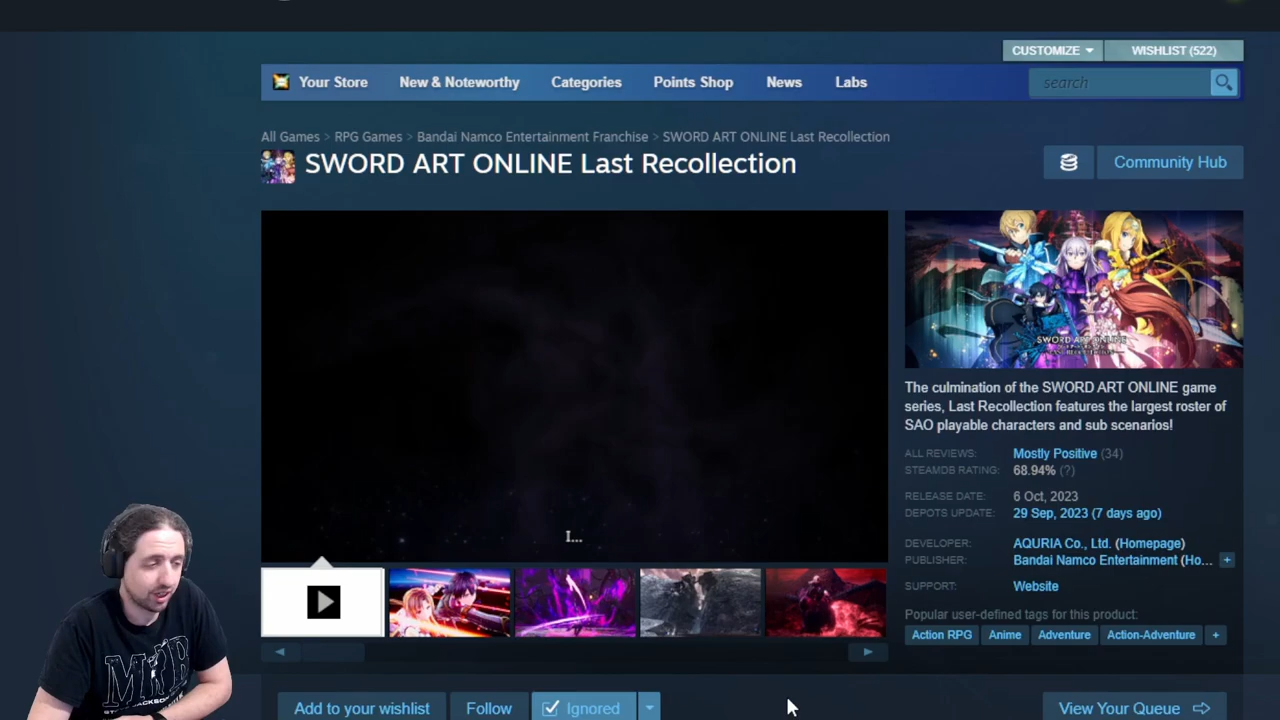 CUSTOMIZE
WISHLIST (522)
Your Store
New & Noteworthy
Categories
Points Shop
News
Labs
search
All Games > RPG Games > Bandai Namco Entertainment Franchise > SWORD ART ONLINE Last Recollection
SWORD ART ONLINE Last Recollection
Community Hub
I...
SWORD ART ONLINE
The culmination of the SWORD ART ONLINE game
series, Last Recollection features the largest roster of
SAO playable characters and sub scenarios!
ALL REVIEWS: Mostly Positive (34)
STEAMDB RATING: 68.94% (?)
RELEASE DATE: 6 Oct, 2023
DEPOTS UPDATE: 29 Sep, 2023 (7 days ago)
DEVELOPER: AQURIA Co., Ltd. (Homepage)
PUBLISHER: Bandai Namco Entertainment (Ho... +
SUPPORT: Website
Popular user-defined tags for this product:
Action RPG
Anime
Adventure
Action-Adventure
+
Add to your wishlist
Follow
Ignored
View Your Queue